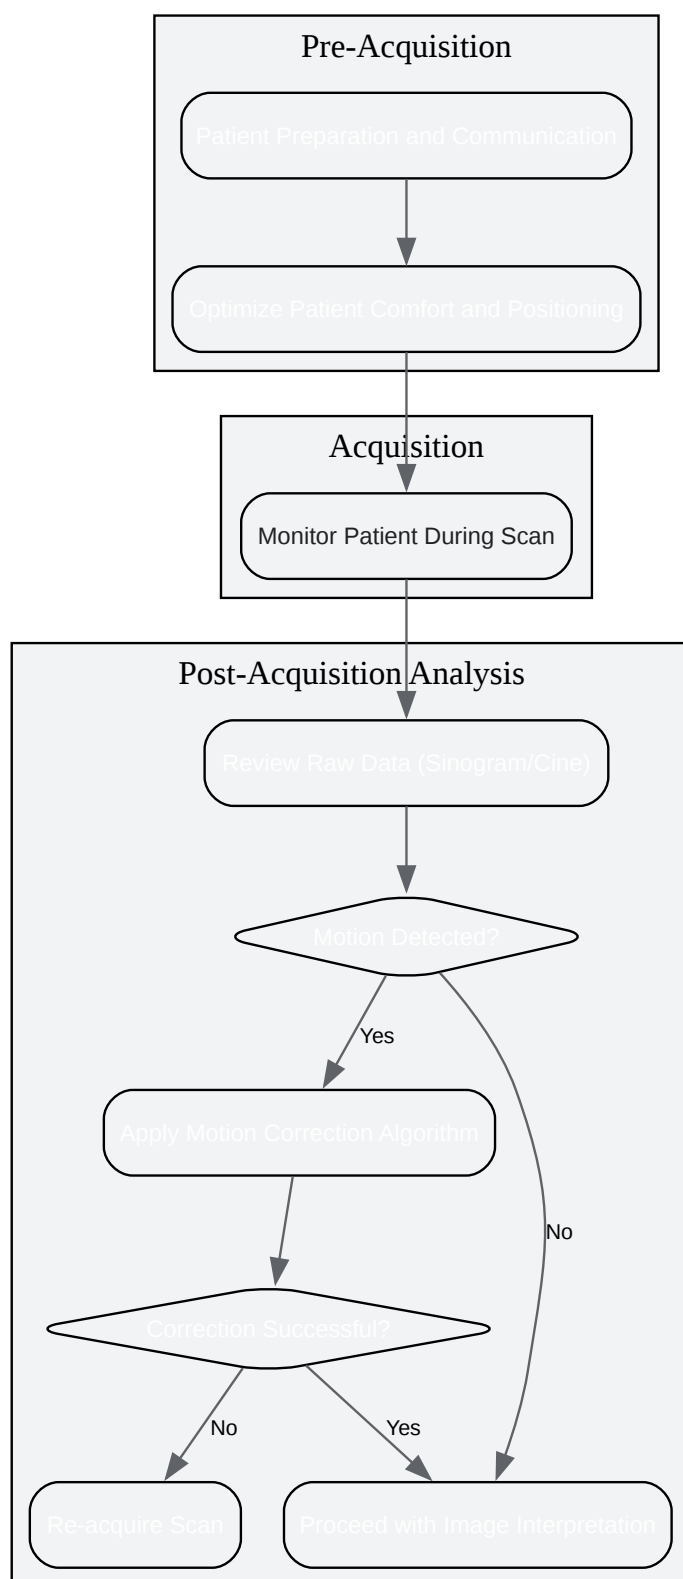 Pre-Acquisition
Patient Preparation and Communication
Optimize Patient Comfort and Positioning
Acquisition
Monitor Patient During Scan
Post-Acquisition Analysis
Review Raw Data (Sinogram/Cine)
Motion Detected?
Yes
Apply Motion Correction Algorithm
No
Correction Successful?
No
Yes
Re-acquire Scan
Proceed with Image Interpretation